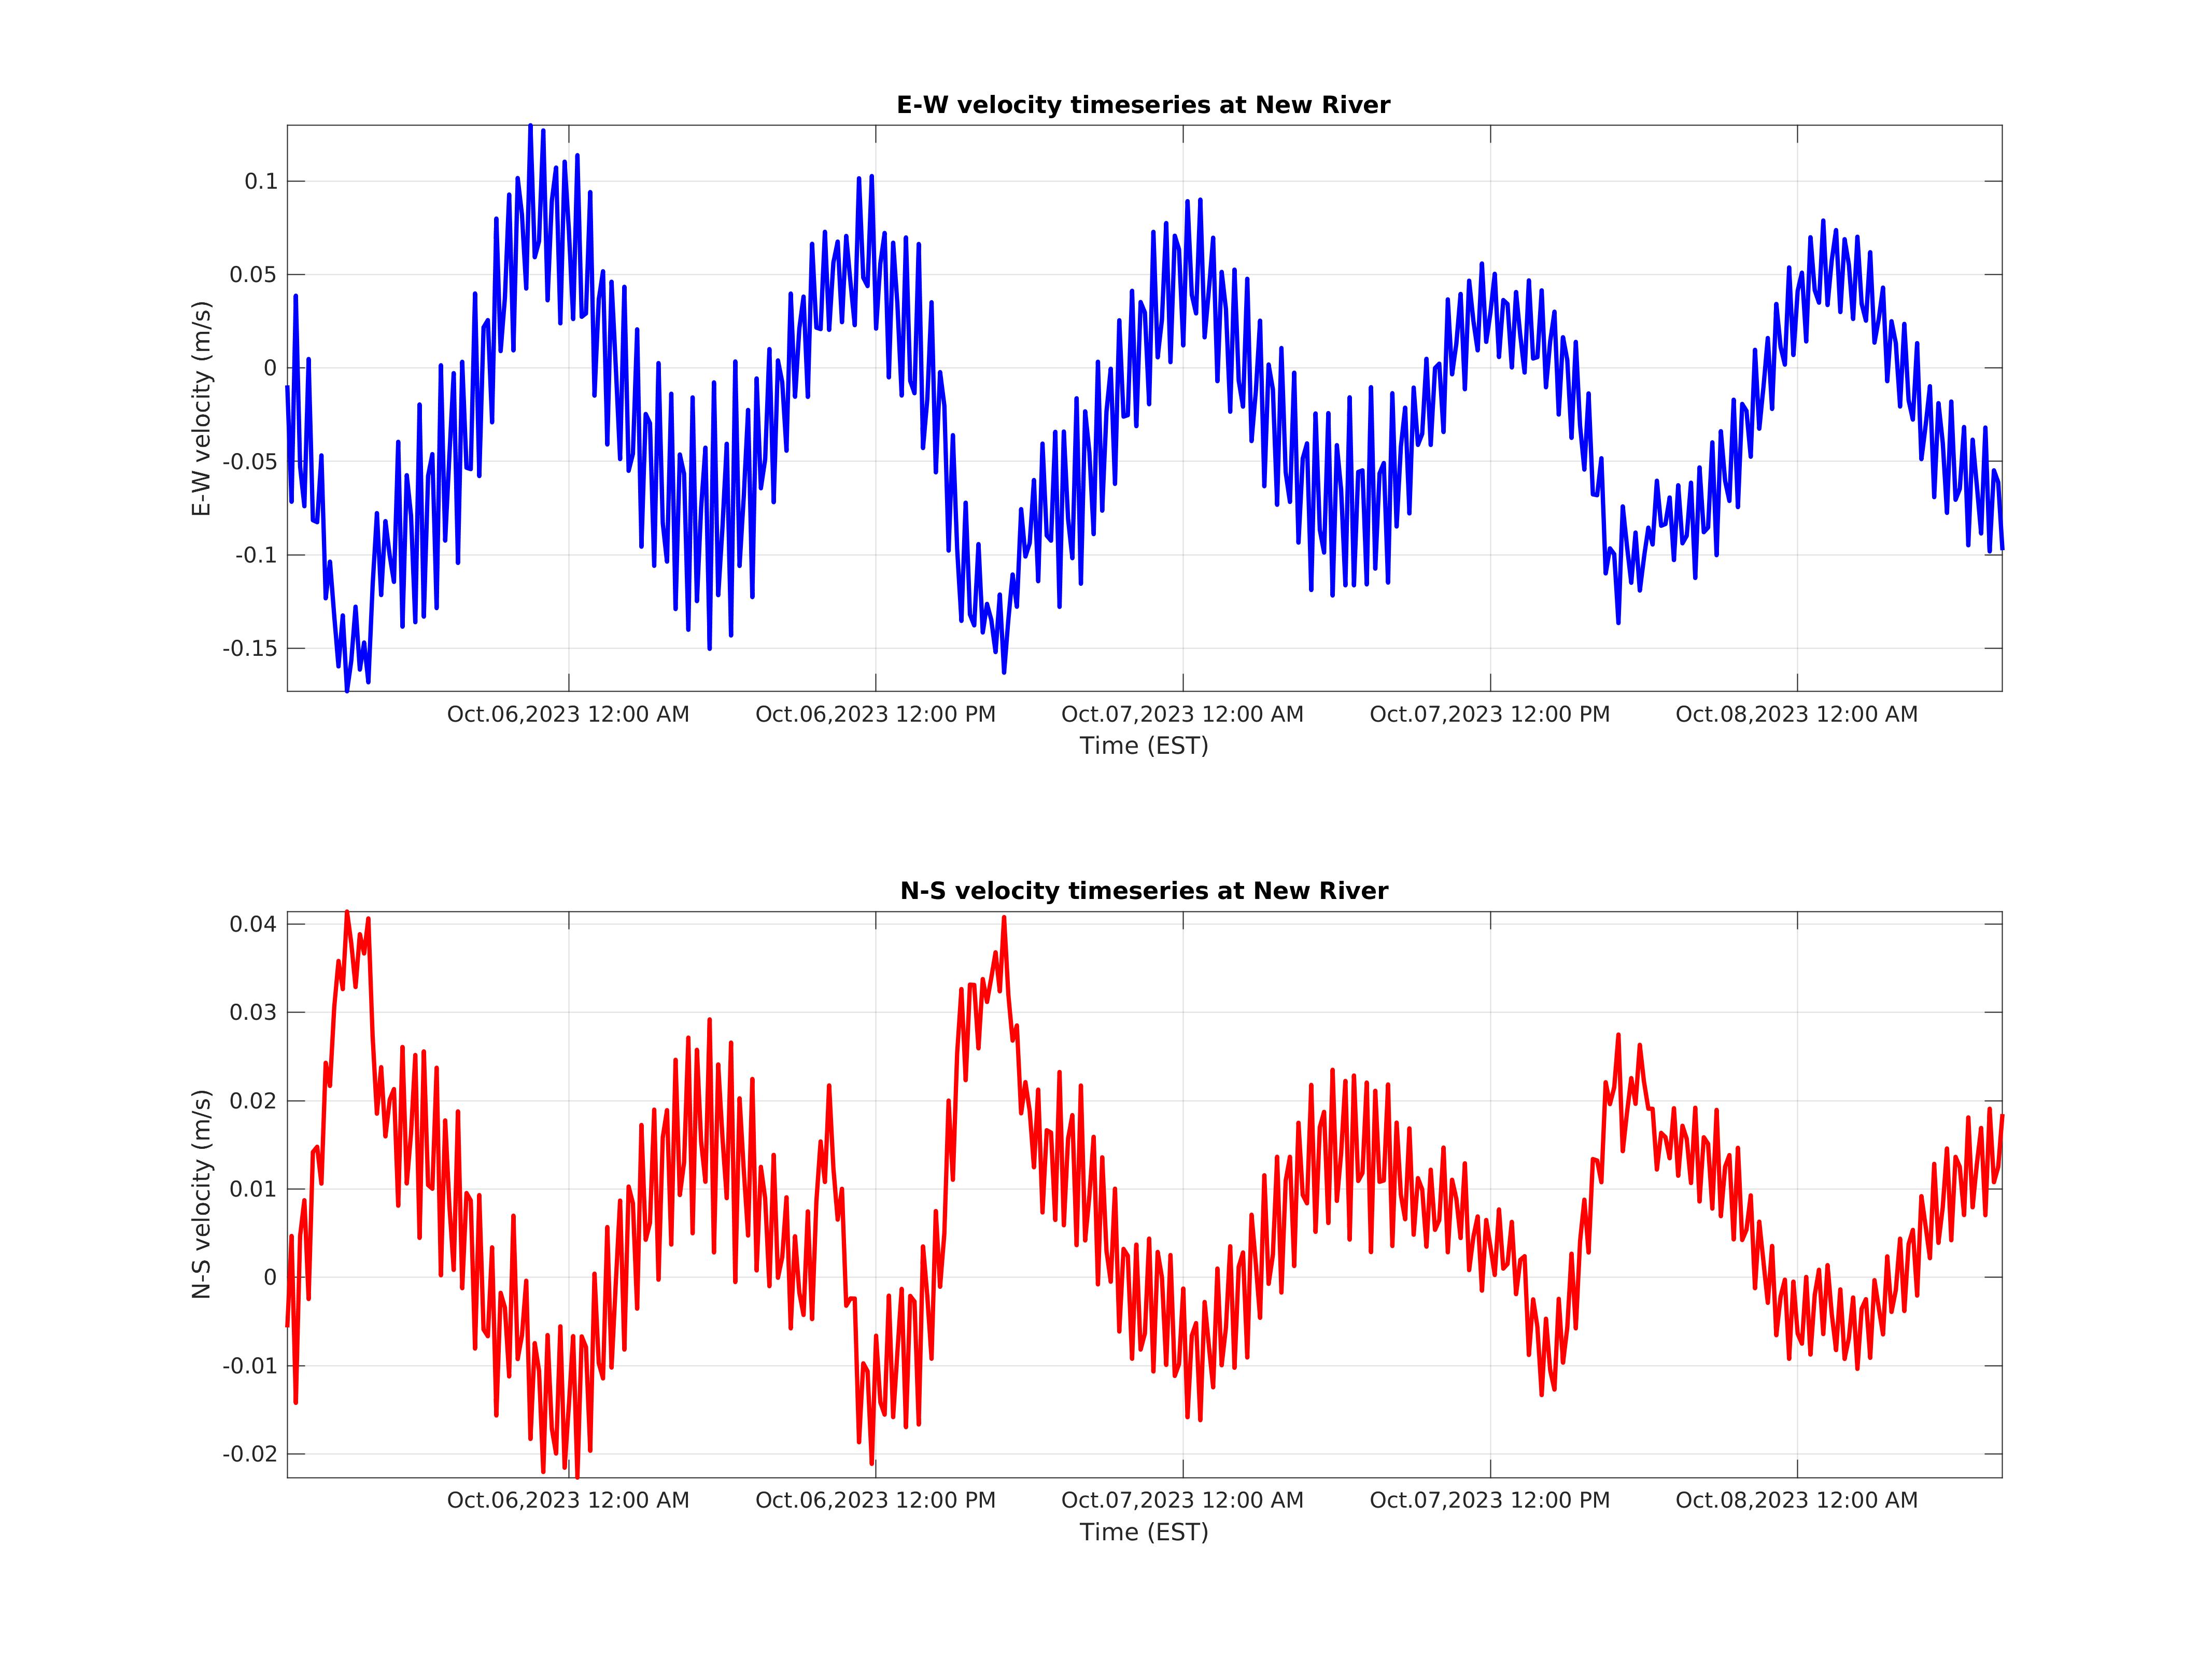 E-W velocity timeseries at New River
E-W velocity (m/s)
0.1
0.05
0
-0.05
-0.1
-0.15
Oct.06,2023 12:00 AM
Oct.06,2023 12:00 PM
Oct.07,2023 12:00 AM
Oct.07,2023 12:00 PM
Oct.08,2023 12:00 AM
Time (EST)
N-S velocity timeseries at New River
N-S velocity (m/s)
0.04
0.03
0.02
0.01
0
-0.01
-0.02
Oct.06,2023 12:00 AM
Oct.06,2023 12:00 PM
Oct.07,2023 12:00 AM
Oct.07,2023 12:00 PM
Oct.08,2023 12:00 AM
Time (EST)